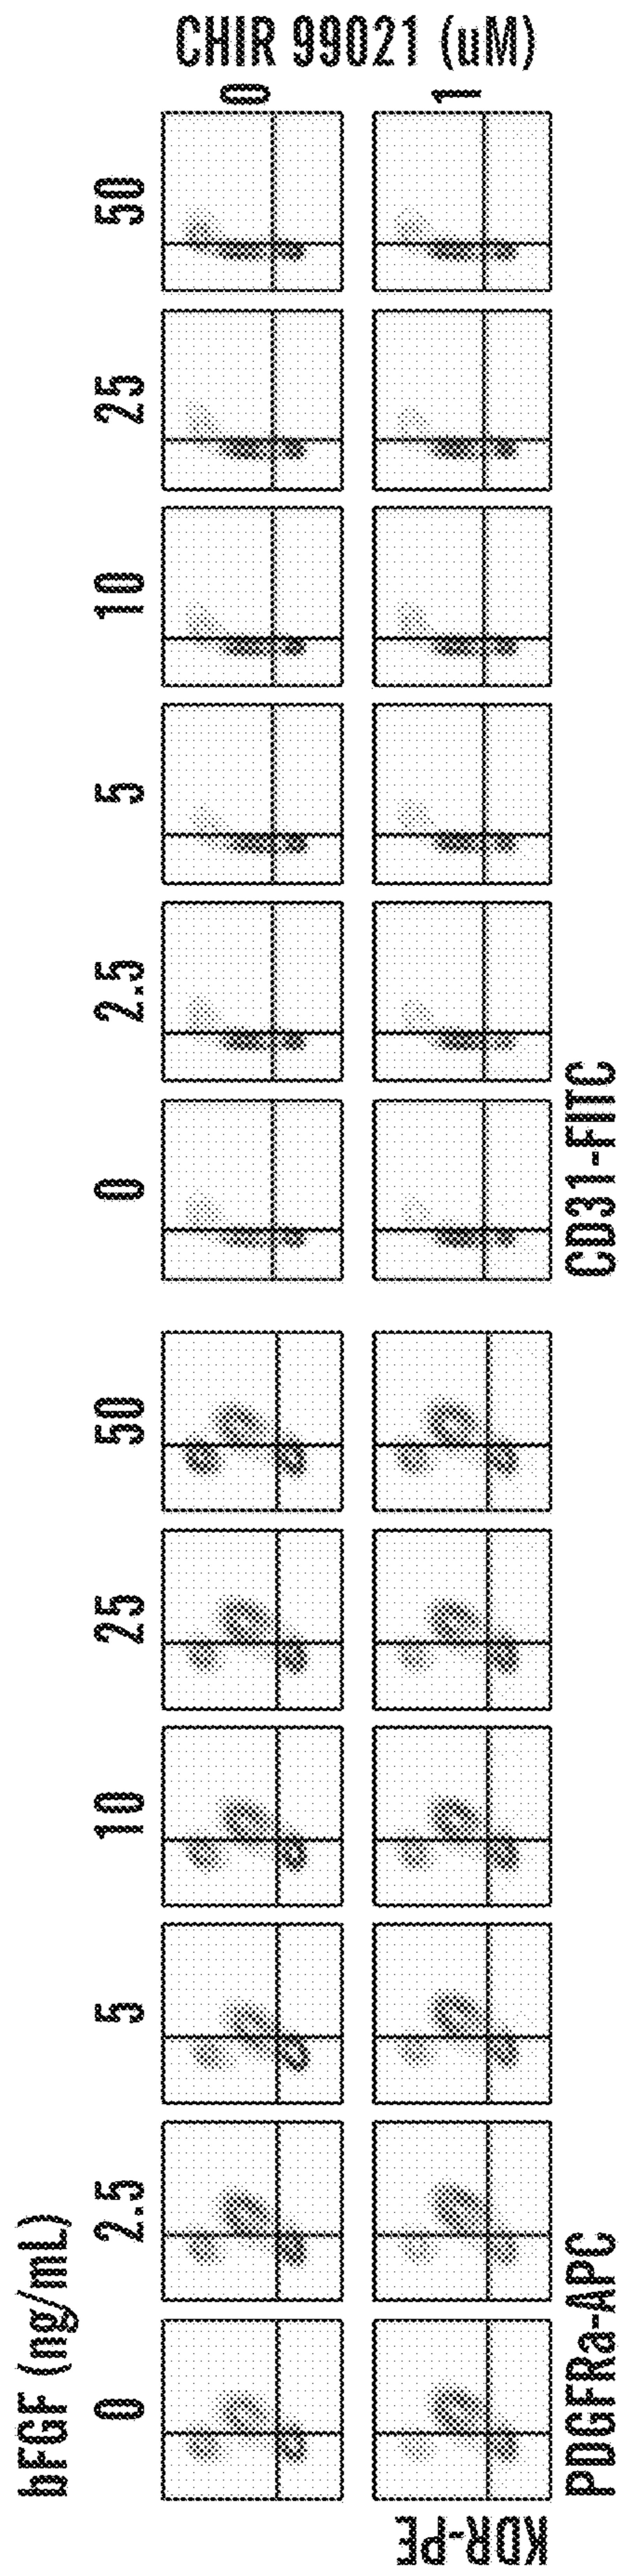 bFGF (ng/mL)
0 2.5 5 10 25 50 0 2.5 5 10 25 50
0
1
CHIR 99021 (uM)
KDR-PE
PDGFRa-APC
CD31-FITC